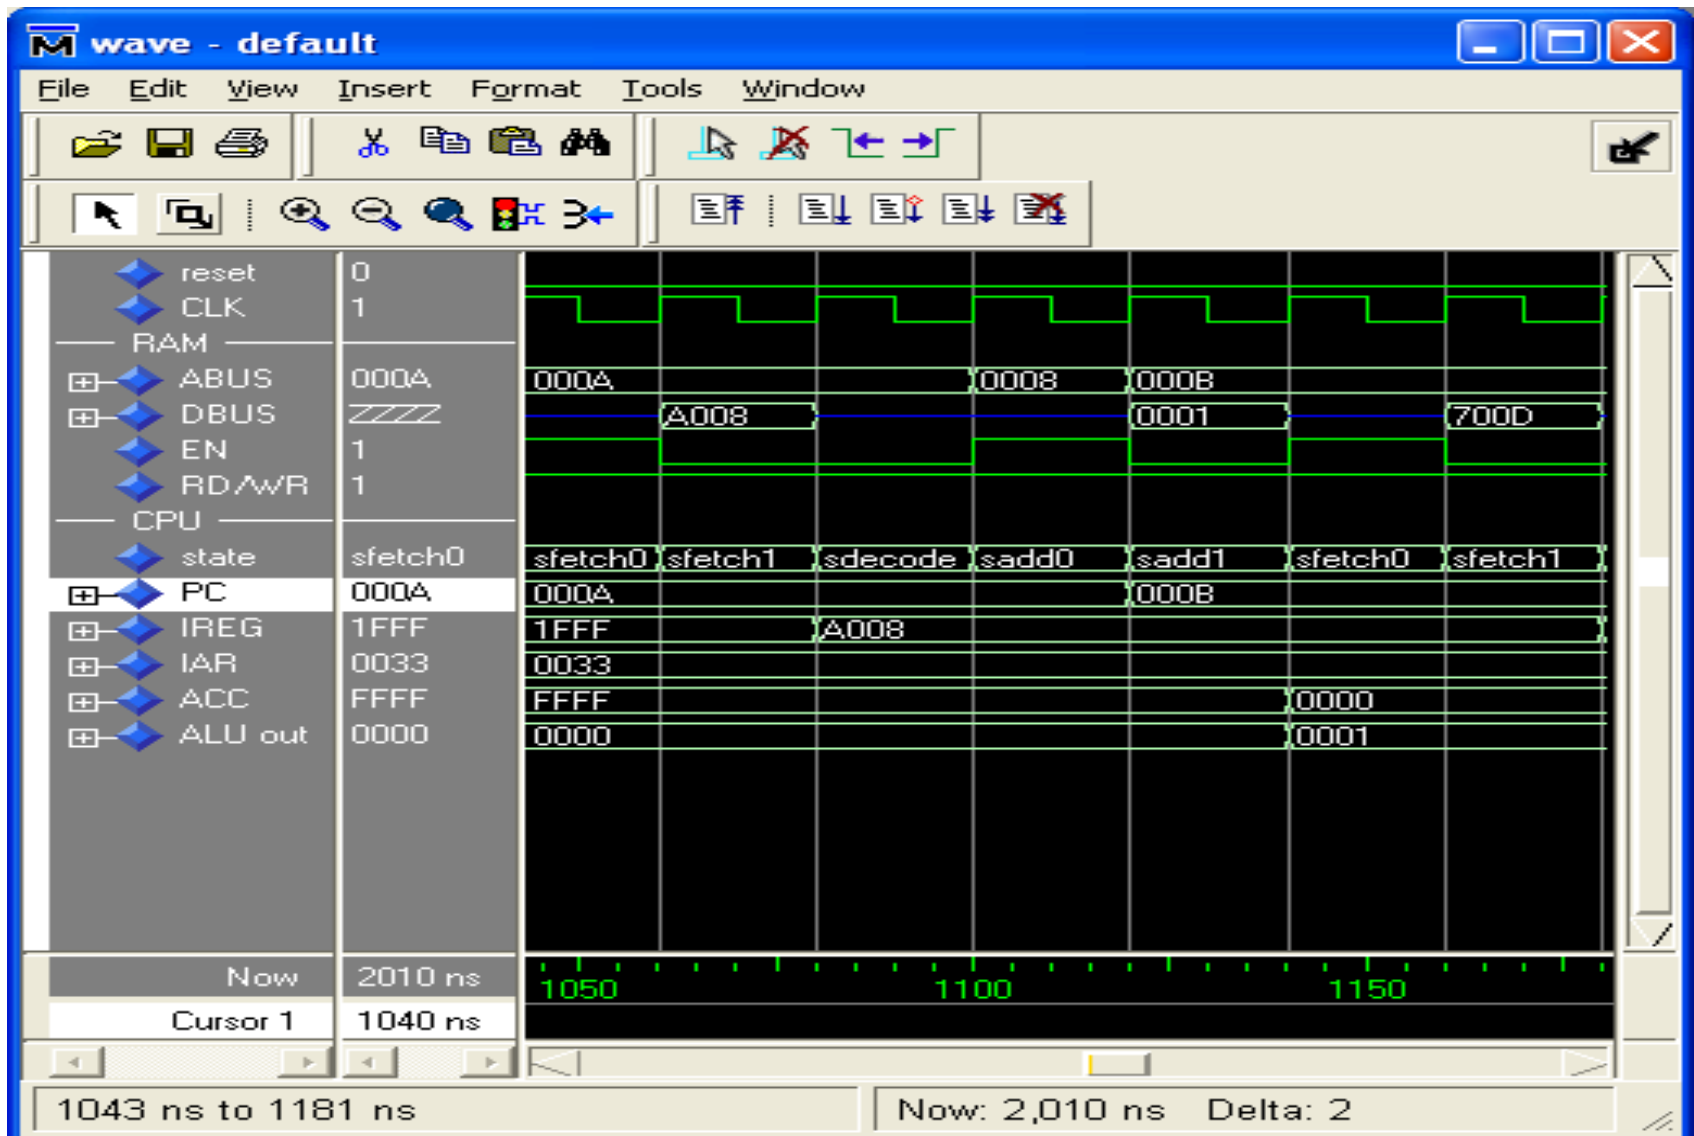 wave - default
File Edit View Insert Format Tools Window
reset 0
CLK 1
RAM
ABUS 000A 000A 0008 000B
DBUS ZZZZ A008 0001 700D
EN 1
RD/WR 1
CPU
state sfetch0 sfetch0 sfetch1 sdecode sadd0 sadd1 sfetch0 sfetch1
PC 000A 000A 000B
IREG 1FFF 1FFF A008
IAR 0033 0033
ACC FFFF FFFF 0000
ALU out 0000 0000 0001
Now 2010 ns 1050 1100 1150
Cursor 1 1040 ns
1043 ns to 1181 ns Now: 2,010 ns Delta: 2